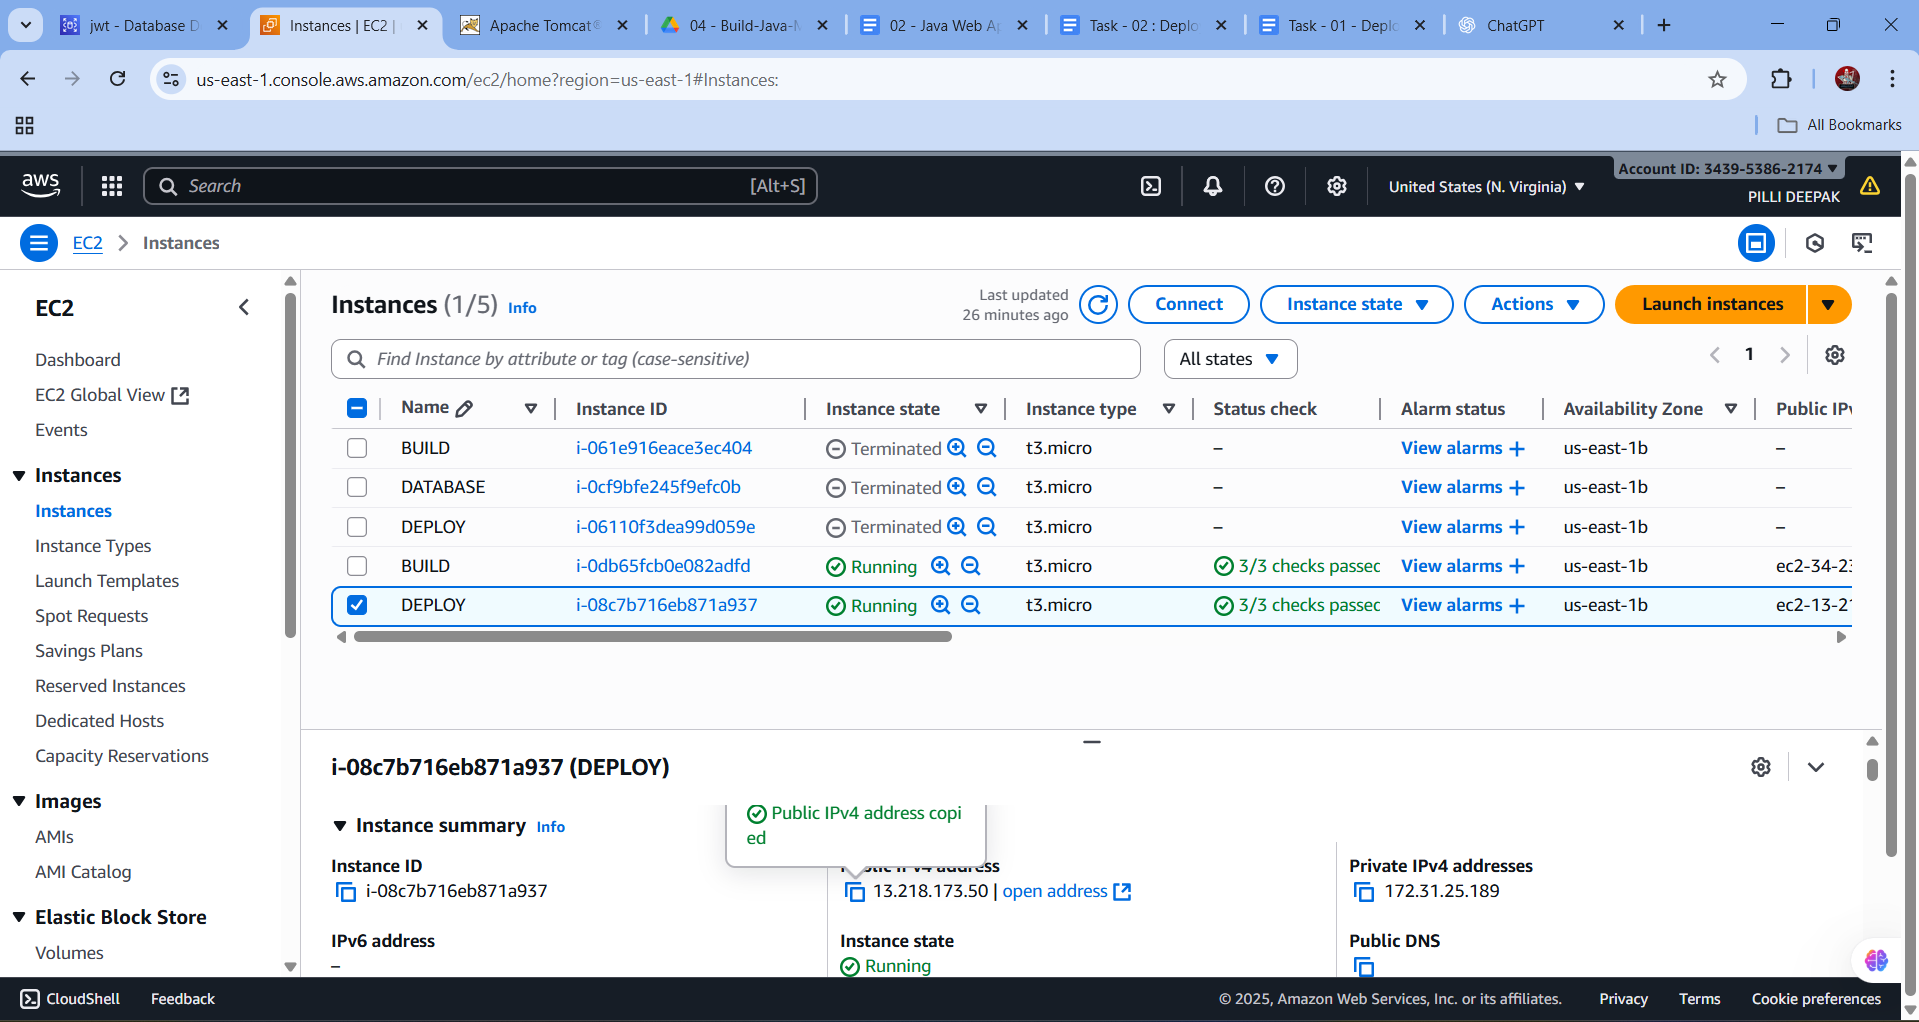 jwt - Database D
Instances | EC2 |
Apache Tomcat®
04 - Build-Java-M
02 - Java Web Ap
Task - 02 : Deplo
Task - 01 - Deplo
ChatGPT
us-east-1.console.aws.amazon.com/ec2/home?region=us-east-1#Instances:
All Bookmarks
aws
Search
[Alt+S]
United States (N. Virginia)
Account ID: 3439-5386-2174
PILLI DEEPAK
EC2
Instances
EC2
Dashboard
EC2 Global View
Events
Instances
Instances
Instance Types
Launch Templates
Spot Requests
Savings Plans
Reserved Instances
Dedicated Hosts
Capacity Reservations
Images
AMIs
AMI Catalog
Elastic Block Store
Volumes
Instances (1/5) Info
Last updated
26 minutes ago
Connect
Instance state
Actions
Launch instances
Find Instance by attribute or tag (case-sensitive)
All states
1
Name Instance ID Instance state Instance type Status check Alarm status Availability Zone Public IPv
BUILD i-061e916eace3ec404 Terminated t3.micro – View alarms + us-east-1b –
DATABASE i-0cf9bfe245f9efc0b Terminated t3.micro – View alarms + us-east-1b –
DEPLOY i-06110f3dea99d059e Terminated t3.micro – View alarms + us-east-1b –
BUILD i-0db65fcb0e082adfd Running t3.micro 3/3 checks passed View alarms + us-east-1b ec2-34-23
DEPLOY i-08c7b716eb871a937 Running t3.micro 3/3 checks passed View alarms + us-east-1b ec2-13-21
i-08c7b716eb871a937 (DEPLOY)
Instance summary Info
Public IPv4 address copi
ed
Instance ID
i-08c7b716eb871a937
Public IPv4 address
13.218.173.50 | open address
Private IPv4 addresses
172.31.25.189
IPv6 address
–
Instance state
Running
Public DNS
CloudShell
Feedback
© 2025, Amazon Web Services, Inc. or its affiliates.
Privacy
Terms
Cookie preferences